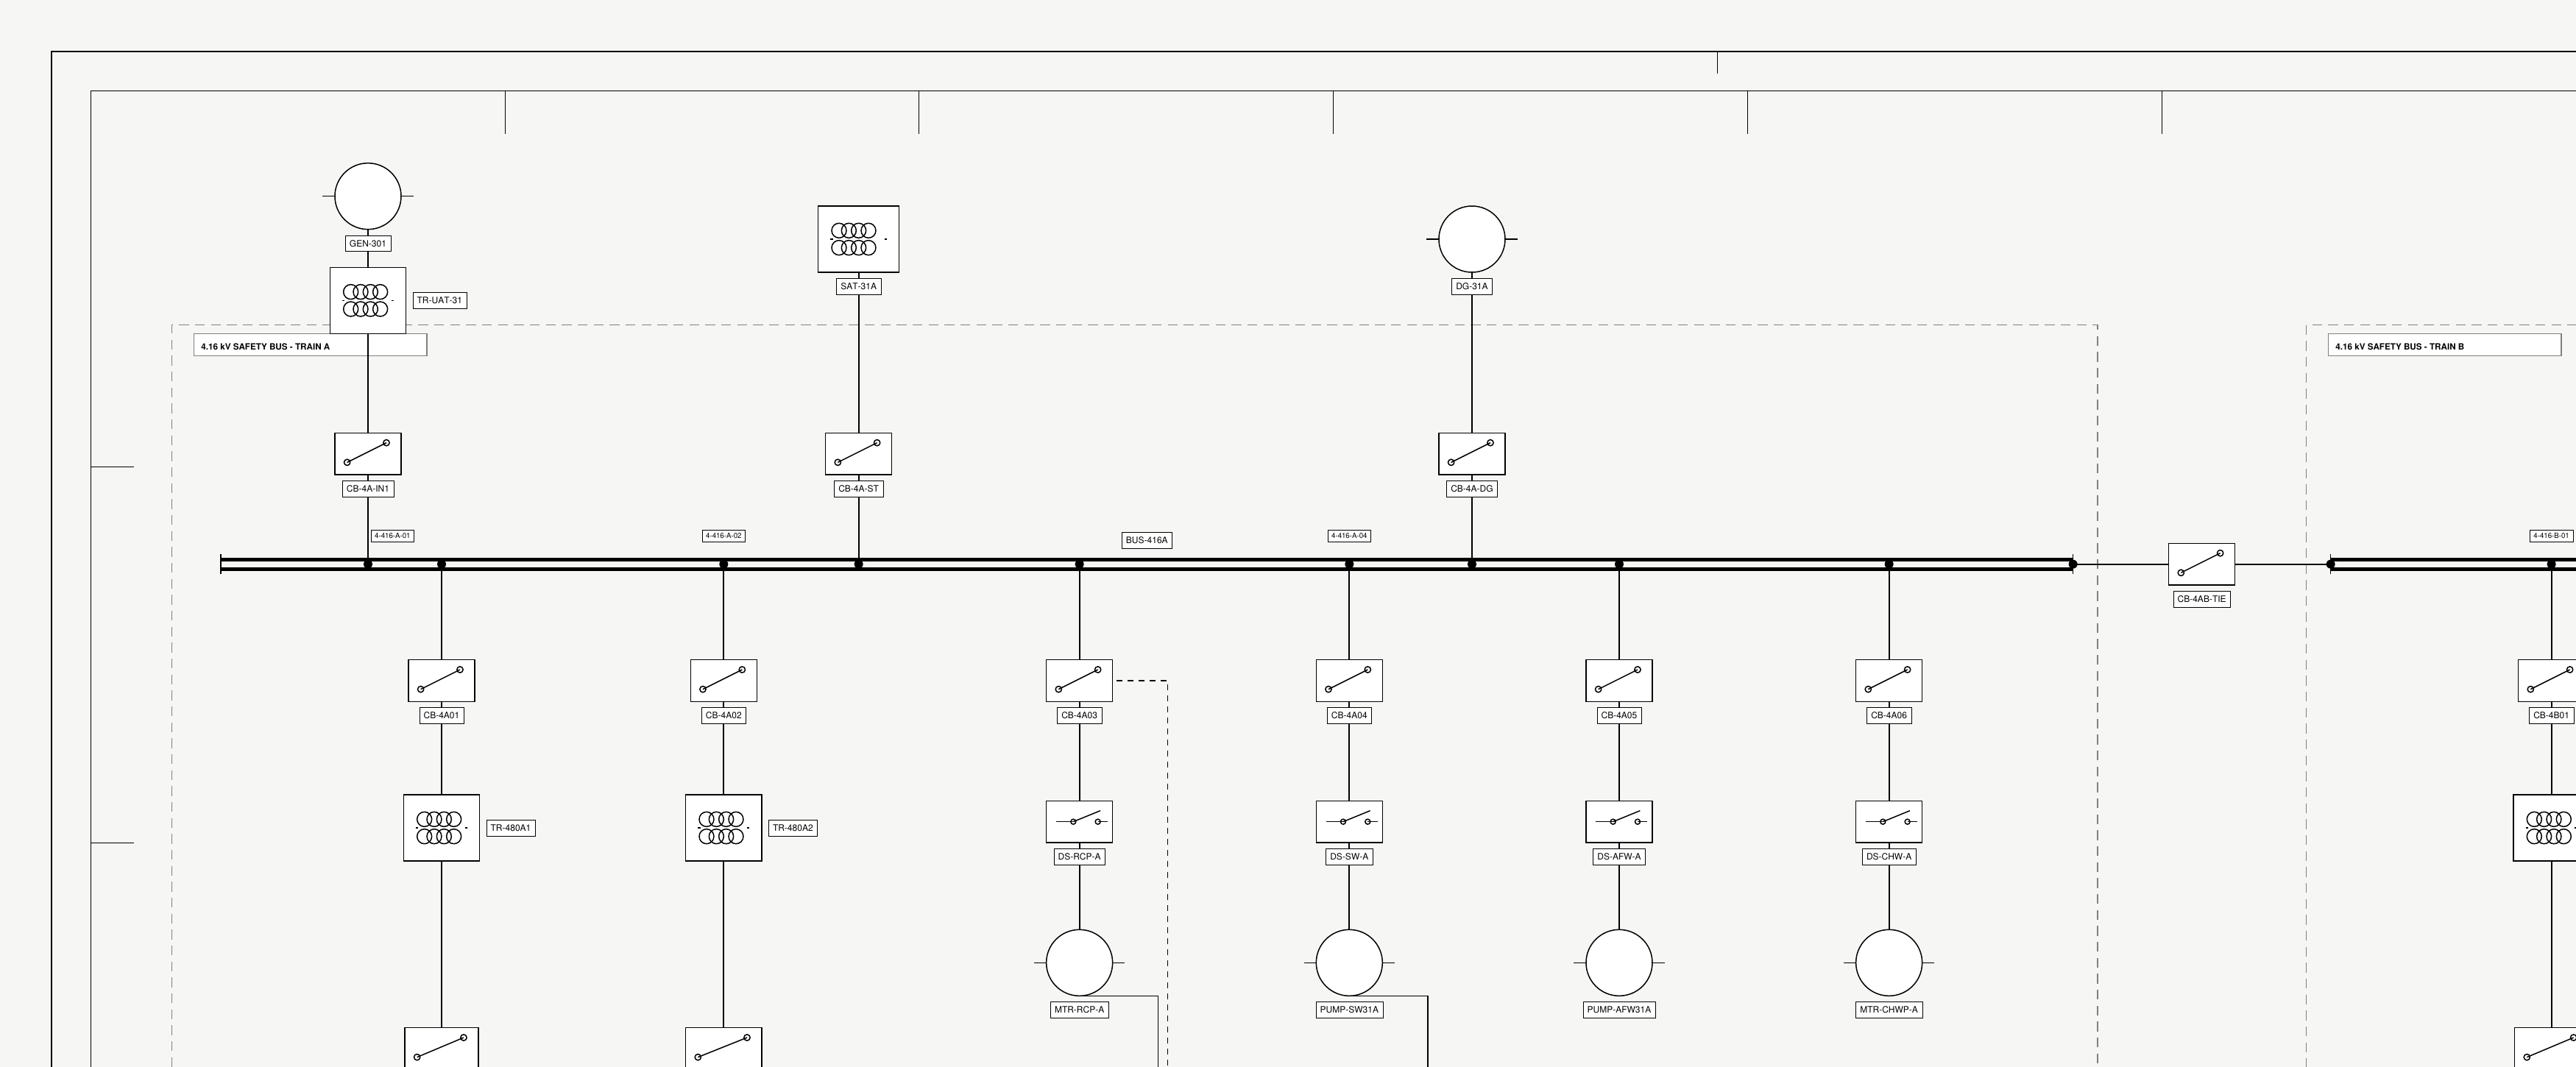 GEN-301
SAT-31A
DG-31A
TR-UAT-31
4.16 kV SAFETY BUS - TRAIN A
4.16 kV SAFETY BUS - TRAIN B
CB-4A-IN1
CB-4A-ST
CB-4A-DG
4-416-A-01
4-416-A-02
BUS-416A
4-416-A-04
4-416-B-01
CB-4AB-TIE
CB-4A01
CB-4A02
CB-4A03
CB-4A04
CB-4A05
CB-4A06
CB-4B01
TR-480A1
TR-480A2
DS-RCP-A
DS-SW-A
DS-AFW-A
DS-CHW-A
MTR-RCP-A
PUMP-SW31A
PUMP-AFW31A
MTR-CHWP-A